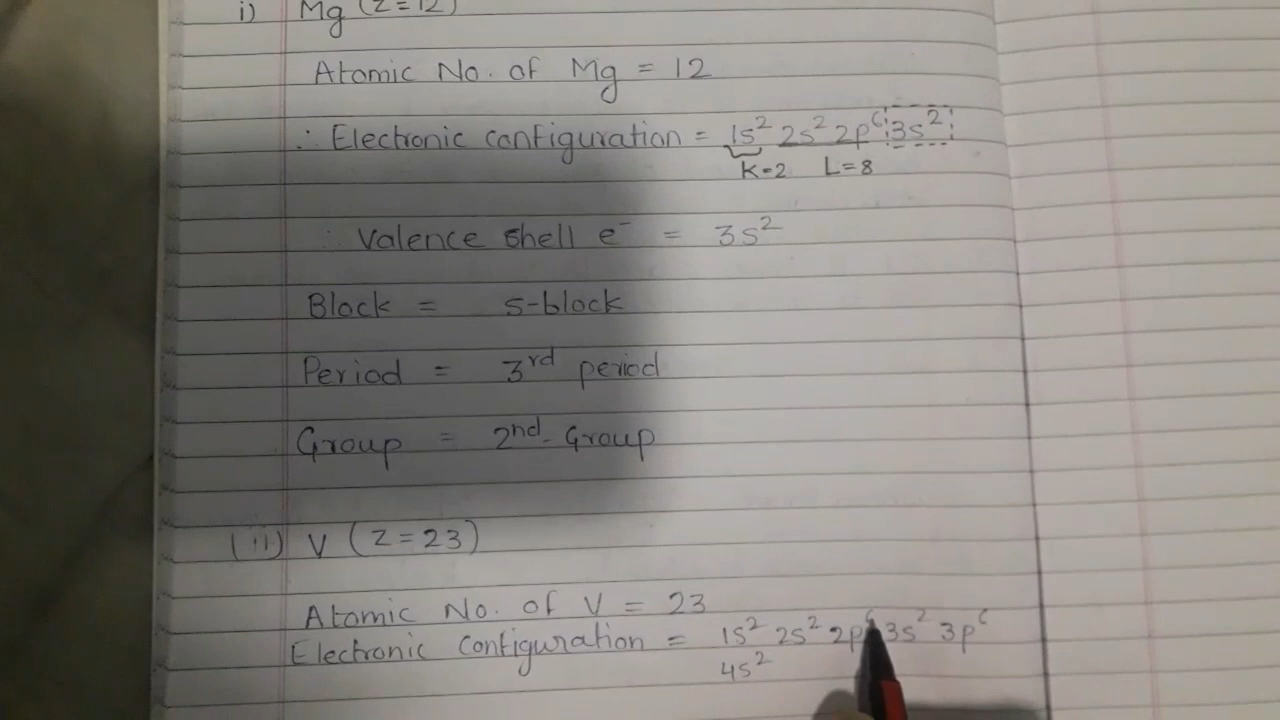 i) Mg (Z=12)
Atomic No. of Mg = 12
∴ Electronic configuration = 1s² 2s² 2p⁶ 3s²
K=2 L=8
∴ Valence shell e⁻ = 3s²
Block = s-block
Period = 3rd period
Group = 2nd Group
(ii) V (Z=23)
Atomic No. of V = 23
Electronic configuration = 1s² 2s² 2p⁶ 3s² 3p⁶
4s²